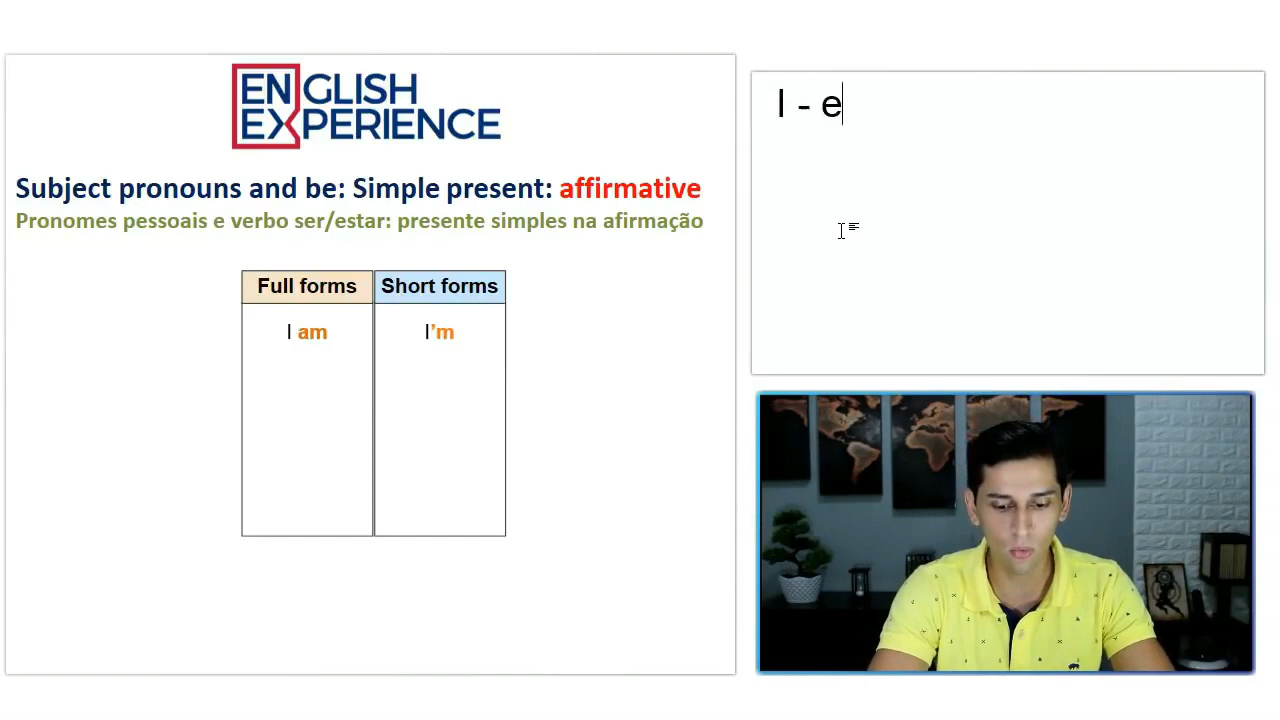 ENGLISH
EXPERIENCE
Subject pronouns and be: Simple present: affirmative
Pronomes pessoais e verbo ser/estar: presente simples na afirmação
Full forms
Short forms
I am
I'm
I - e